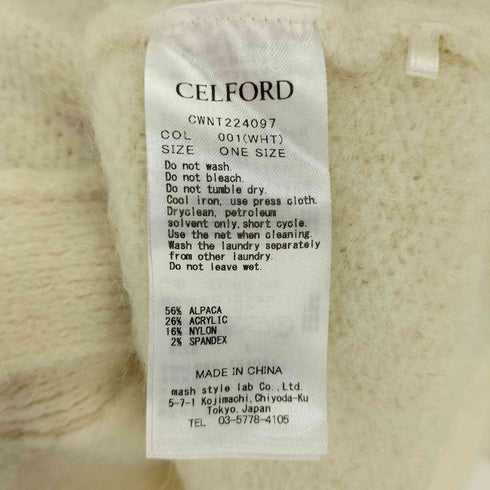 CELFORD
CWNT224097
COL 001(WHT)
SIZE ONE SIZE
Do not wash.
Do not bleach.
Do not tumble dry.
Cool iron, use press cloth.
Dryclean, petroleum
solvent only, short cycle.
Use the net when cleaning.
Wash the laundry separately
from other laundry.
Do not leave wet.
56% ALPACA
26% ACRYLIC
16% NYLON
2% SPANDEX
MADE IN CHINA
mash style lab Co., Ltd.
5-7-1 Kojimachi, Chiyoda-Ku
Tokyo, Japan
TEL 03-5778-4105